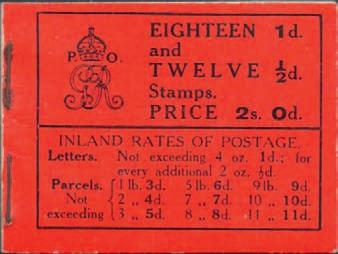 EIGHTEEN 1d.
and
P. O.
TWELVE ½d.
GR
Stamps.
PRICE 2s. 0d.
INLAND RATES OF POSTAGE.
Letters. Not exceeding 4 oz. 1d.; for
every additional 2 oz. ½d.
Parcels. 1 lb. 3d. 5 lb. 6d. 9 lb. 9d.
Not 2 ,, 4d. 7 ,, 7d. 10 ,, 10d.
exceeding 3 ,, 5d. 8 ,, 8d. 11 ,, 11d.